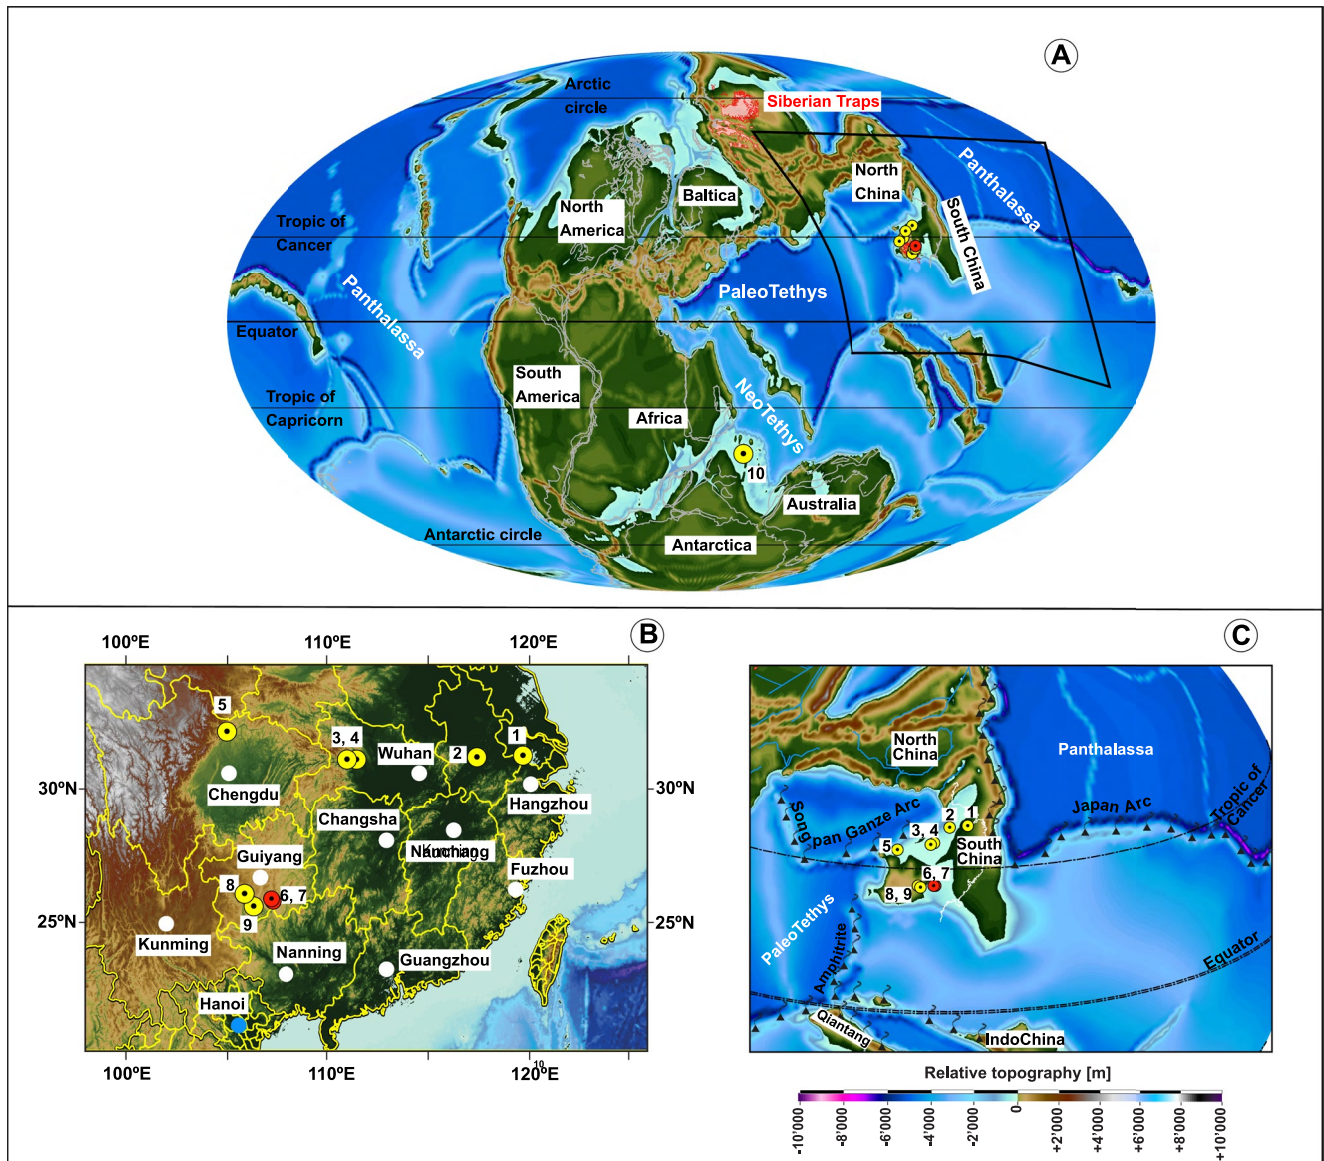 A
Arctic
circle
Siberian Traps
North
China
Panthalassa
Baltica
North
America
South China
Tropic of
Cancer
PaleoTethys
Panthalassa
Equator
South
America
NeoTethys
Tropic of
Capricorn
Africa
10
Australia
Antarctic circle
Antarctica
B
100ºE
110ºE
120ºE
5
3, 4
Wuhan
2
1
30ºN
30ºN
Chengdu
Hangzhou
Changsha
Nanchang
Guiyang
Fuzhou
8
6, 7
9
25ºN
25ºN
Kunming
Nanning
Guangzhou
Hanoi
100ºE
110ºE
10
120ºE
C
North
China
Panthalassa
Song
pan Ganze Arc
Japan Arc
Tropic of
Cancer
2
1
3, 4
5
South
China
6, 7
8, 9
PaleoTethys
Amphitrite
Equator
Qiantang
IndoChina
Relative topography [m]
-10'000
-8'000
-6'000
-4'000
-2'000
0
+2'000
+4'000
+6'000
+8'000
+10'000